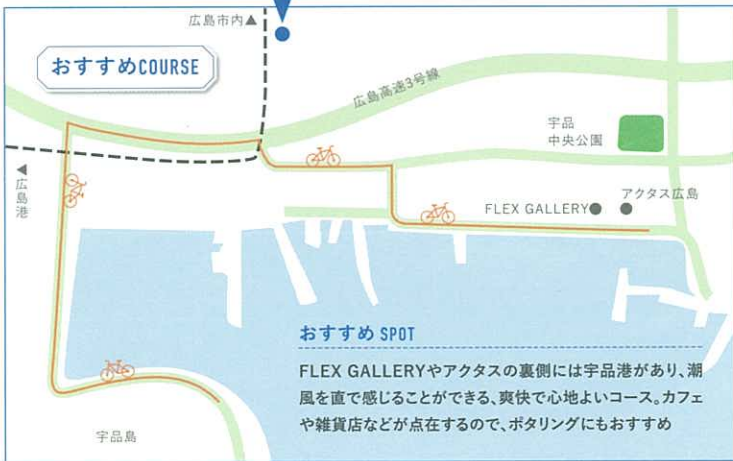 広島市内▲
おすすめCOURSE
広島高速3号線
宇品
中央公園
◀広島港
FLEX GALLERY●
アクタス広島
おすすめSPOT
FLEX GALLERYやアクタスの裏側には宇品港があり、潮
風を直で感じることができる、爽快で心地よいコース。カフェ
や雑貨店などが点在するので、ポタリングにもおすすめ
宇品島